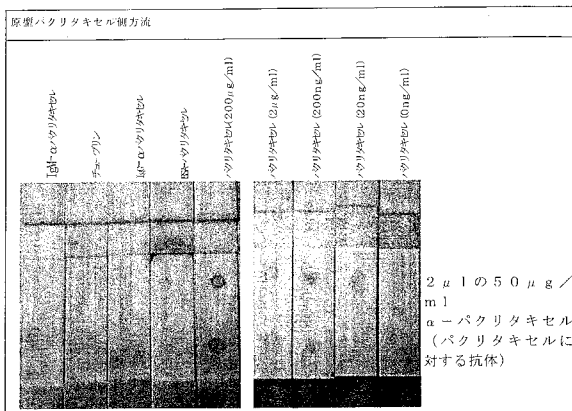 原型パクリタキセル側方流
IgM-αパクリタキセル
チューブリン
IgG-αパクリタキセル
BSA-パクリタキセル
パクリタキセル(200μg/ml)
パクリタキセル(2μg/ml)
パクリタキセル(200ng/ml)
パクリタキセル(20ng/ml)
パクリタキセル(0ng/ml)
2μlの50μg/
ml
α-パクリタキセル
(パクリタキセルに
対する抗体)